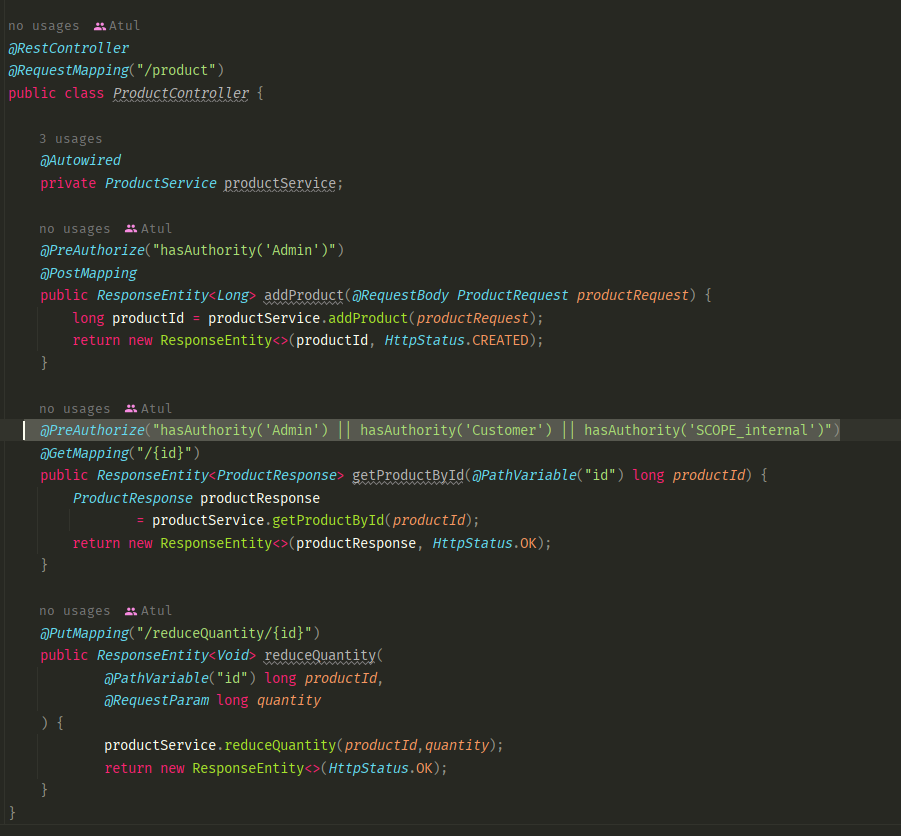 no usages Atul
@RestController
@RequestMapping("/product")
public class ProductController {
3 usages
@Autowired
private ProductService productService;
no usages Atul
@PreAuthorize("hasAuthority('Admin')")
@PostMapping
public ResponseEntity<Long> addProduct(@RequestBody ProductRequest productRequest) {
long productId = productService.addProduct(productRequest);
return new ResponseEntity<>(productId, HttpStatus.CREATED);
}
no usages Atul
@PreAuthorize("hasAuthority('Admin') || hasAuthority('Customer') || hasAuthority('SCOPE_internal')")
@GetMapping("/{id}")
public ResponseEntity<ProductResponse> getProductById(@PathVariable("id") long productId) {
ProductResponse productResponse
= productService.getProductById(productId);
return new ResponseEntity<>(productResponse, HttpStatus.OK);
}
no usages Atul
@PutMapping("/reduceQuantity/{id}")
public ResponseEntity<Void> reduceQuantity(
@PathVariable("id") long productId,
@RequestParam long quantity
) {
productService.reduceQuantity(productId,quantity);
return new ResponseEntity<>(HttpStatus.OK);
}
}